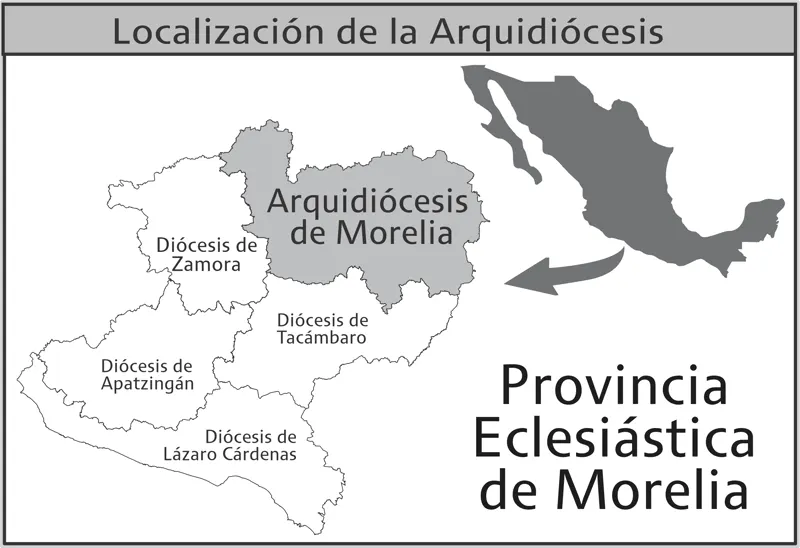 Localización de la Arquidiócesis
Arquidiócesis
de Morelia
Diócesis de
Zamora
Diócesis de
Tacámbaro
Diócesis de
Apatzingán
Diócesis de
Lázaro Cárdenas
Provincia
Eclesiástica
de Morelia